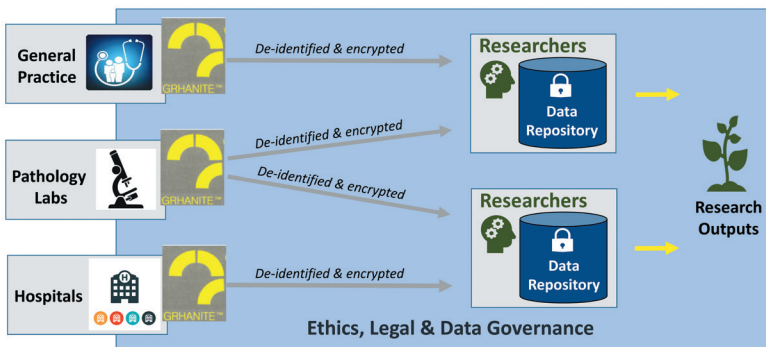 General
Practice
GRHANITE™
De-identified & encrypted
Researchers
Data
Repository
Pathology
Labs
GRHANITE™
De-identified & encrypted
De-identified & encrypted
Researchers
Data
Repository
Research
Outputs
Hospitals
H
GRHANITE™
De-identified & encrypted
Ethics, Legal & Data Governance